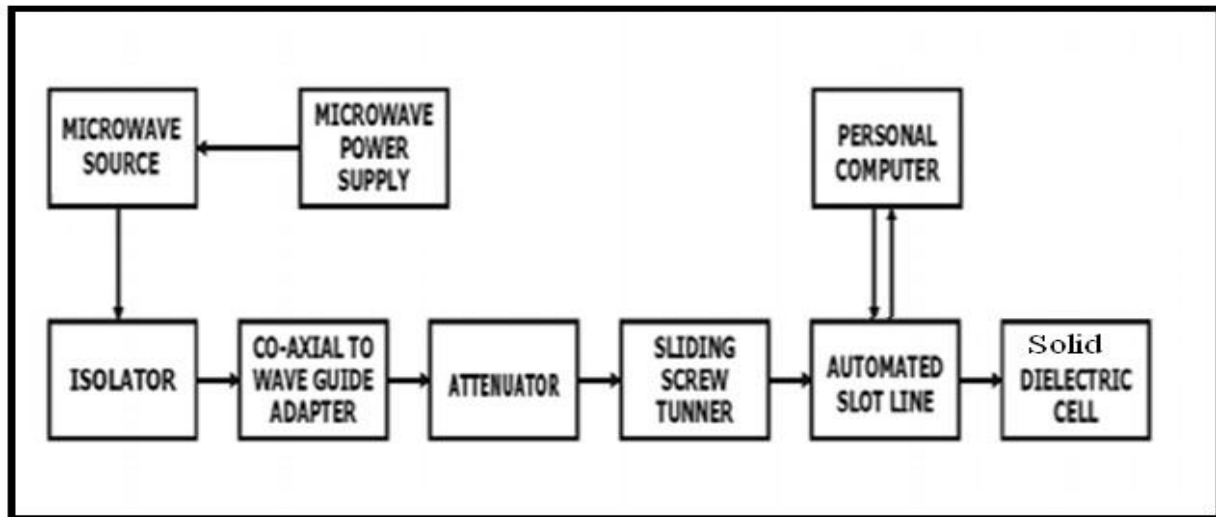 MICROWAVE
SOURCE
MICROWAVE
POWER
SUPPLY
PERSONAL
COMPUTER
ISOLATOR
CO-AXIAL TO
WAVE GUIDE
ADAPTER
ATTENUATOR
SLIDING
SCREW
TUNNER
AUTOMATED
SLOT LINE
Solid
DIELECTRIC
CELL